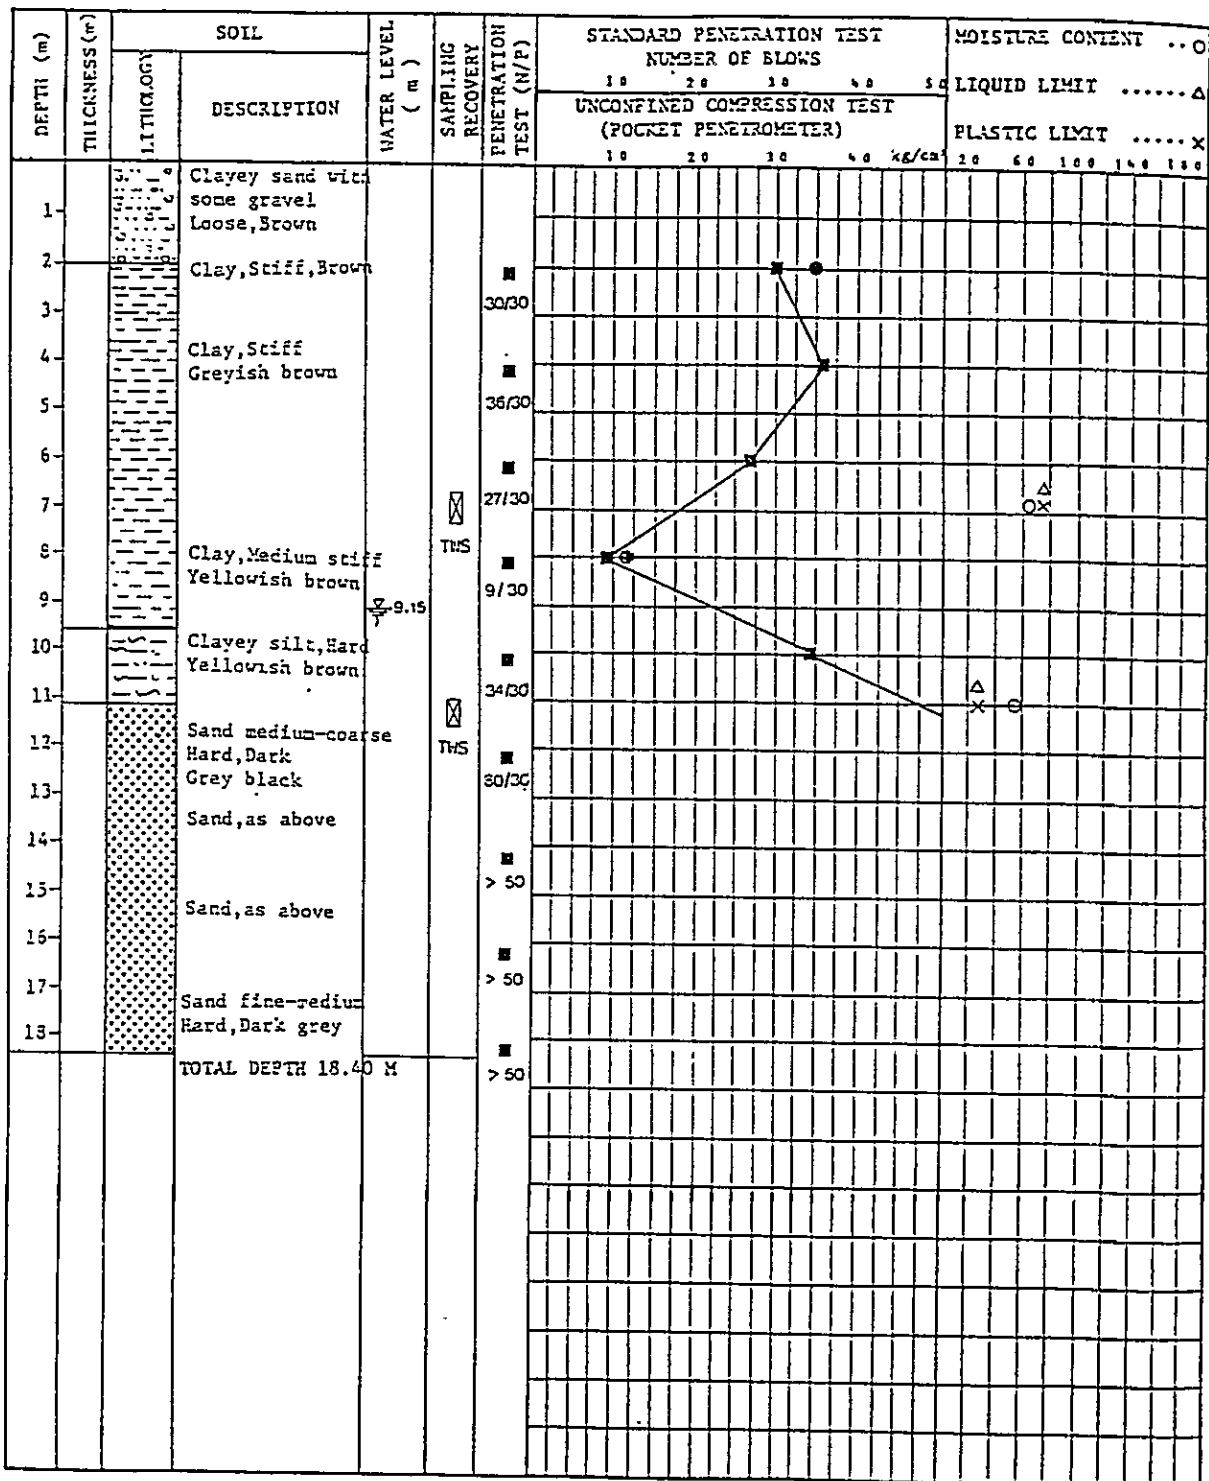 DEPTH (m)
THICKNESS (m)
SOIL
LITHOLOGY
DESCRIPTION
WATER LEVEL
( m )
SAMPLING
RECOVERY
PENETRATION
TEST (N/P)
STANDARD PENETRATION TEST
NUMBER OF BLOWS
10 20 30 40 50
UNCONFINED COMPRESSION TEST
(POCKET PENETROMETER)
10 20 30 40 kg/cm²
MOISTURE CONTENT ..O
LIQUID LIMIT ......△
PLASTIC LIMIT .....X
20 60 100 140 180
Clayey sand with
some gravel
Loose,Brown
1
2
Clay,Stiff,Brown
30/30
3
Clay,Stiff
4
Greyish brown
36/30
5
6
27/30
7
TWS
8
Clay,Medium stiff
Yellowish brown
9/30
9
9.15
Clayey silt,Hard
10
Yellowish brown
34/30
11
Sand medium-coarse
TWS
12
Hard,Dark
Grey black
13
Sand,as above
14
> 50
15
Sand,as above
16
> 50
17
Sand fine-medium
Hard,Dark grey
18
TOTAL DEPTH 18.40 M
> 50